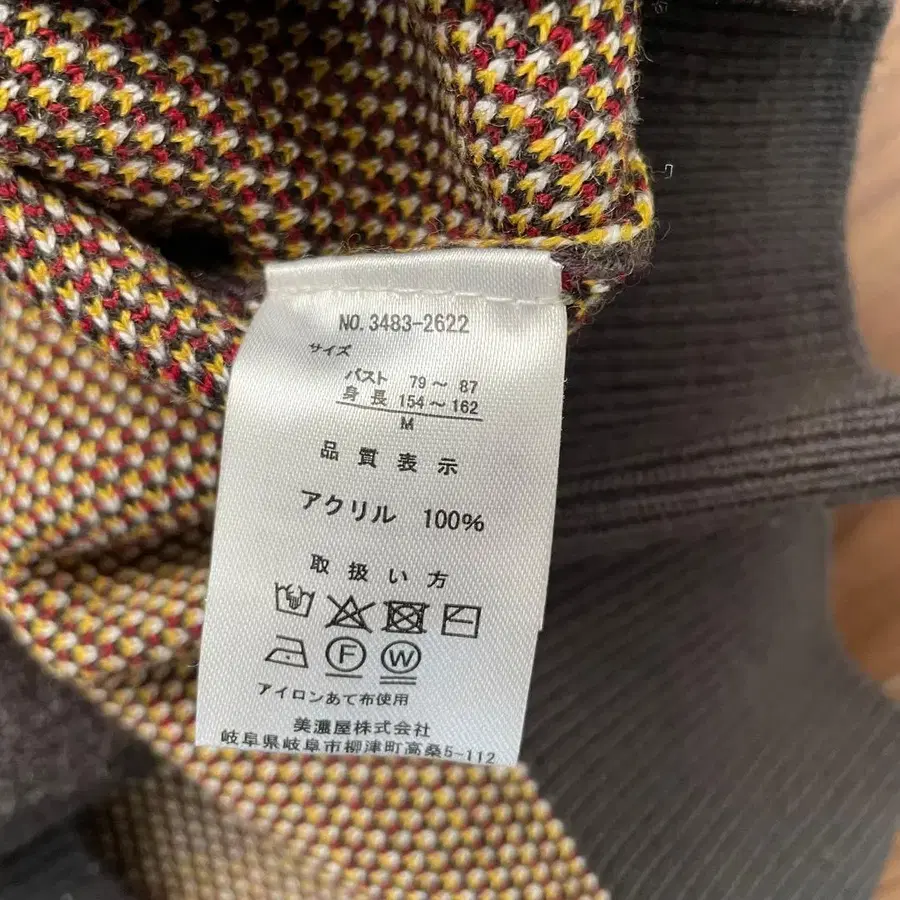 NO.3483-2622
サイズ
バスト 79～87
身長 154～162
M
品質表示
アクリル 100%
取扱い方
F W
アイロンあて布使用
美濃屋株式会社
岐阜県岐阜市柳津町高桑5-112